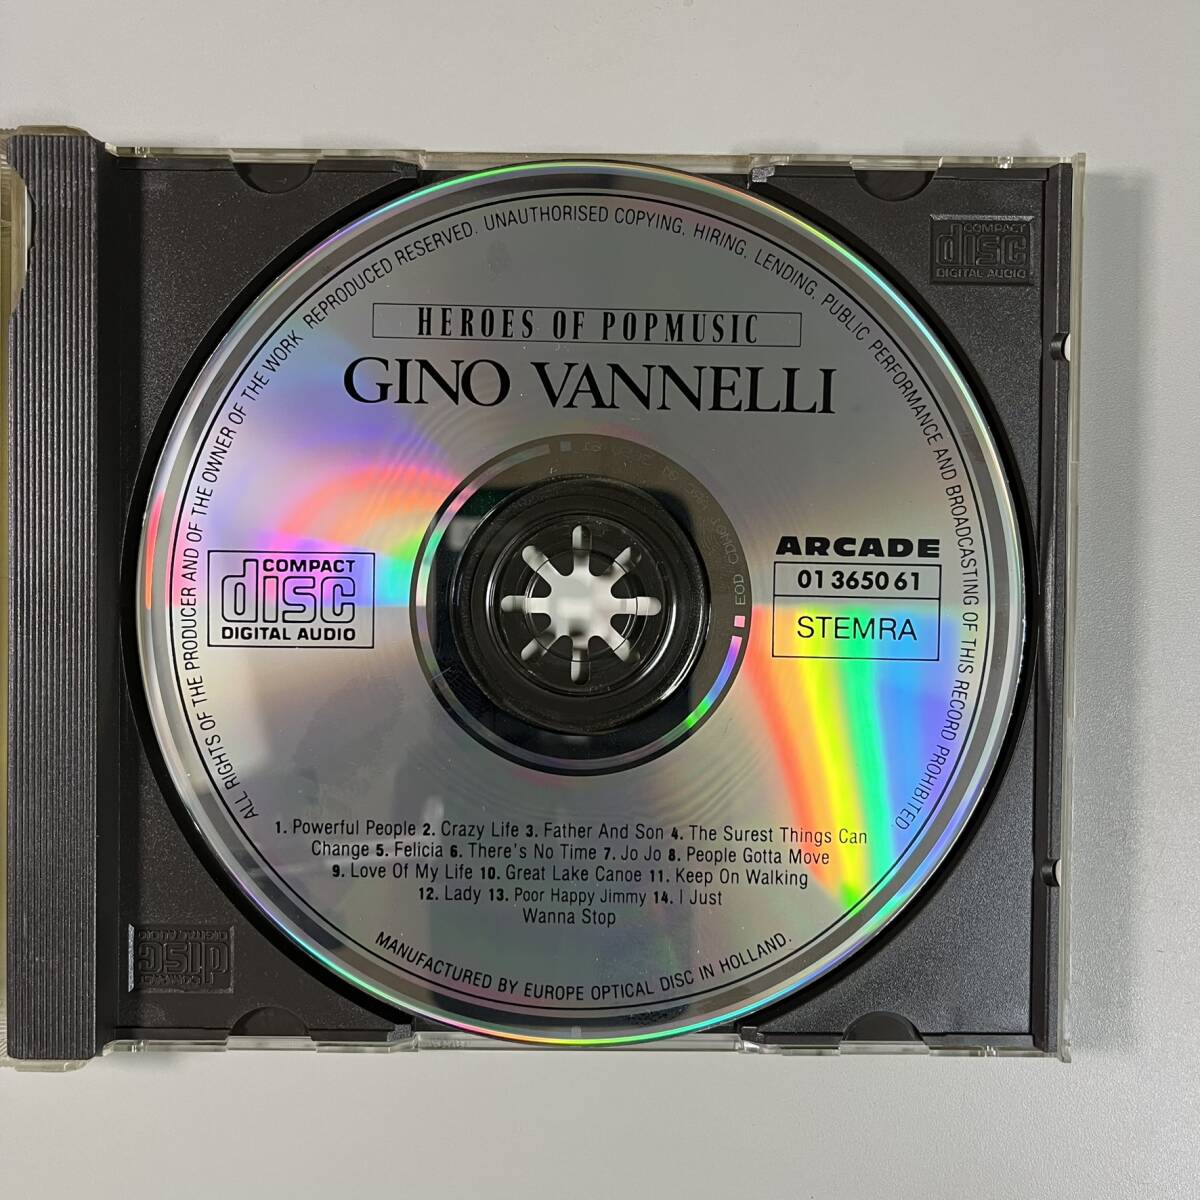 ALL RIGHTS OF THE PRODUCER AND OF THE OWNER OF THE WORK REPRODUCED RESERVED. UNAUTHORISED COPYING, HIRING, LENDING, PUBLIC PERFORMANCE AND BROADCASTING OF THIS RECORD PROHIBITED
HEROES OF POPMUSIC
GINO VANNELLI
COMPACT
disc
DIGITAL AUDIO
ARCADE
01 3650 61
STEMRA
EOD
1. Powerful People 2. Crazy Life 3. Father And Son 4. The Surest Things Can
Change 5. Felicia 6. There's No Time 7. Jo Jo 8. People Gotta Move
9. Love Of My Life 10. Great Lake Canoe 11. Keep On Walking
12. Lady 13. Poor Happy Jimmy 14. I Just
Wanna Stop
MANUFACTURED BY EUROPE OPTICAL DISC IN HOLLAND.
COMPACT
disc
DIGITAL AUDIO
COMPACT
disc
DIGITAL AUDIO